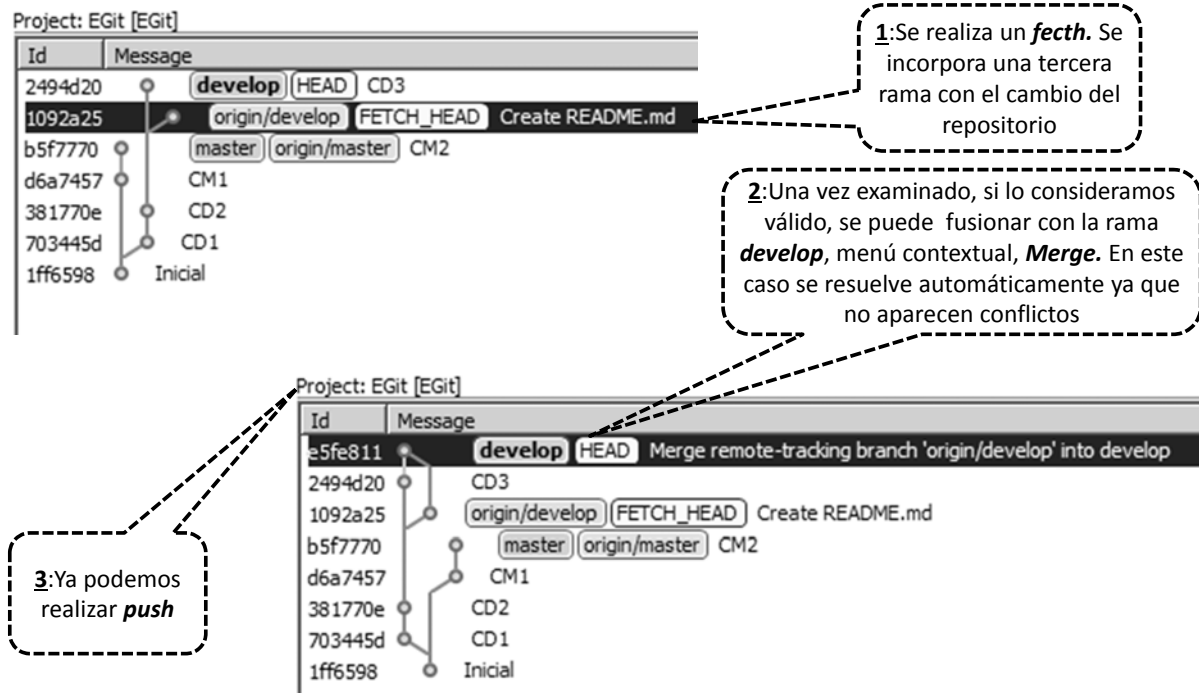 Project: EGit [EGit]
Id Message
2494d20 develop HEAD CD3
1092a25 origin/develop FETCH_HEAD Create README.md
b5f7770 master origin/master CM2
d6a7457 CM1
381770e CD2
703445d CD1
1ff6598 Inicial
1:Se realiza un fecth. Se
incorpora una tercera
rama con el cambio del
repositorio
2:Una vez examinado, si lo consideramos
válido, se puede fusionar con la rama
develop, menú contextual, Merge. En este
caso se resuelve automáticamente ya que
no aparecen conflictos
Project: EGit [EGit]
Id Message
e5fe811 develop HEAD Merge remote-tracking branch 'origin/develop' into develop
2494d20 CD3
1092a25 origin/develop FETCH_HEAD Create README.md
b5f7770 master origin/master CM2
d6a7457 CM1
381770e CD2
703445d CD1
1ff6598 Inicial
3:Ya podemos
realizar push